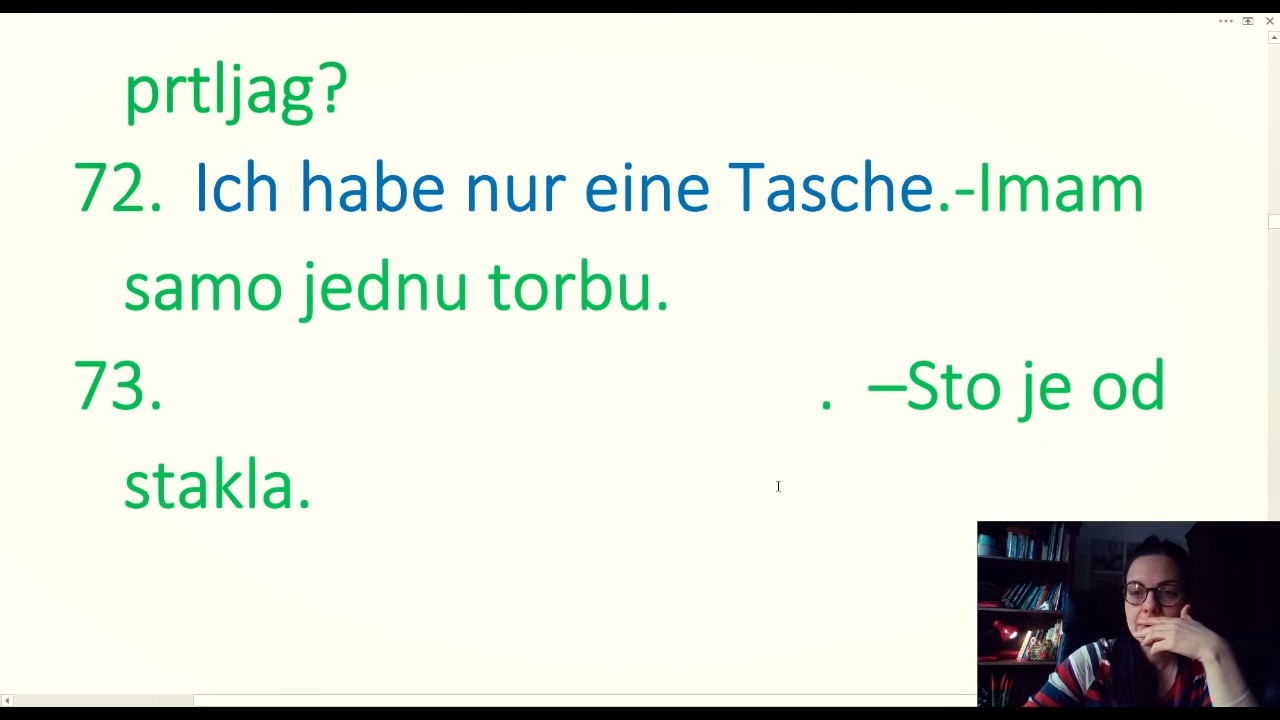 prtljag?
72. Ich habe nur eine Tasche.-Imam
samo jednu torbu.
73. . –Sto je od
stakla.